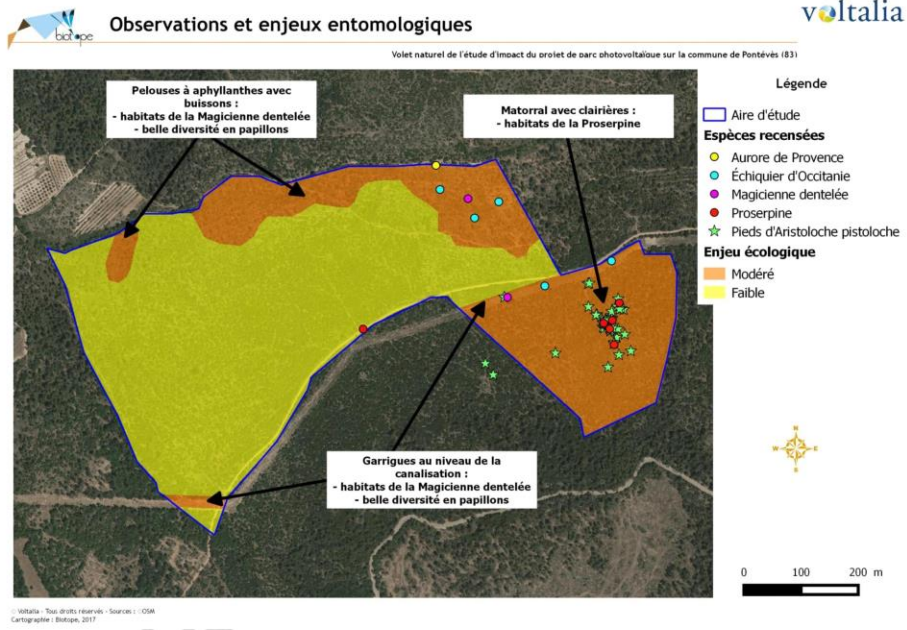 biotope
Observations et enjeux entomologiques
voltalia
Volet naturel de l'étude d'impact du projet de parc photovoltaïque sur la commune de Pontévès (83)
Pelouses à aphyllanthes avec
buissons :
- habitats de la Magicienne dentelée
- belle diversité en papillons
Matorral avec clairières :
- habitats de la Proserpine
Garrigues au niveau de la
canalisation :
- habitats de la Magicienne dentelée
- belle diversité en papillons
Légende
Aire d'étude
Espèces recensées
Aurore de Provence
Échiquier d'Occitanie
Magicienne dentelée
Proserpine
Pieds d'Aristoloche pistoloche
Enjeu écologique
Modéré
Faible
N
W E
S
0 100 200 m
© Voltalia - Tous droits réservés - Sources : ©OSM
Cartographie : Biotope, 2017